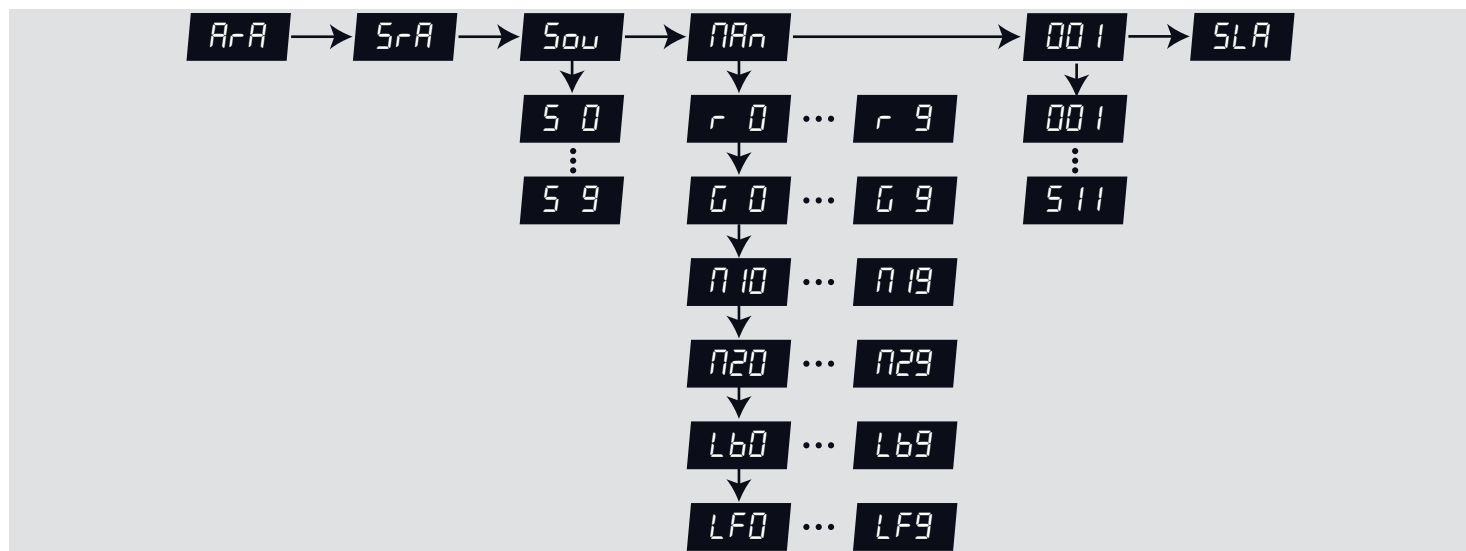 ArA SrA Sou MAn 001 SLA
S 0 r 0 ... r 9 001
S 9 G 0 ... G 9 S11
M10 ... M19
M20 ... M29
Lb0 ... Lb9
LF0 ... LF9